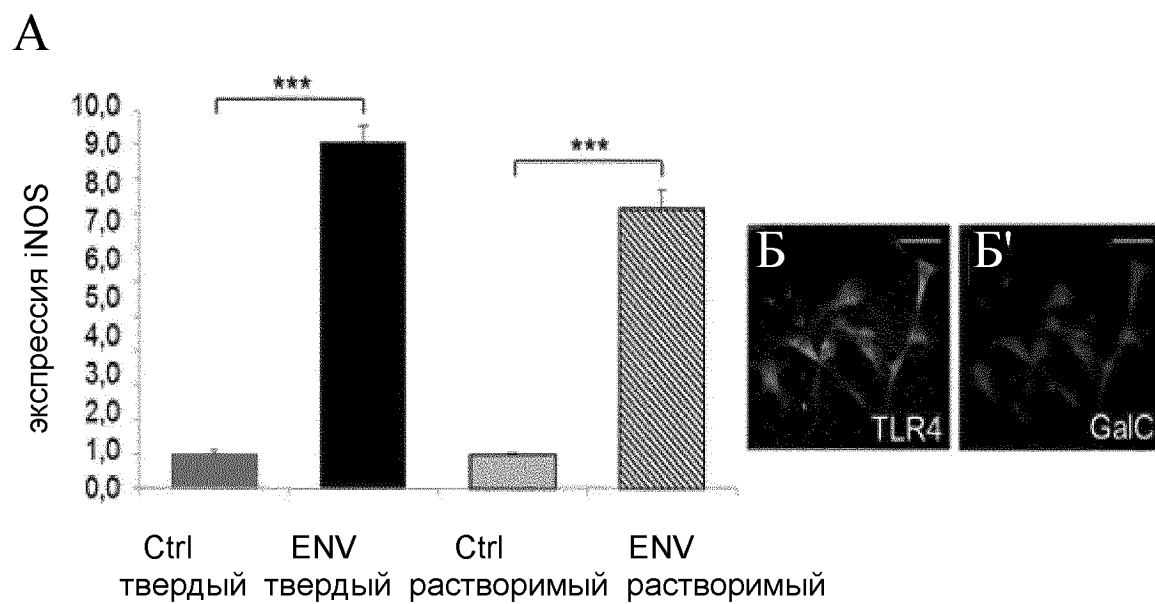 А
***
***
10,0
9,0
8,0
7,0
6,0
5,0
4,0
3,0
2,0
1,0
0,0
экспрессия iNOS
Ctrl ENV Ctrl ENV
твердый твердый растворимый растворимый
Б Б'
TLR4 GalC